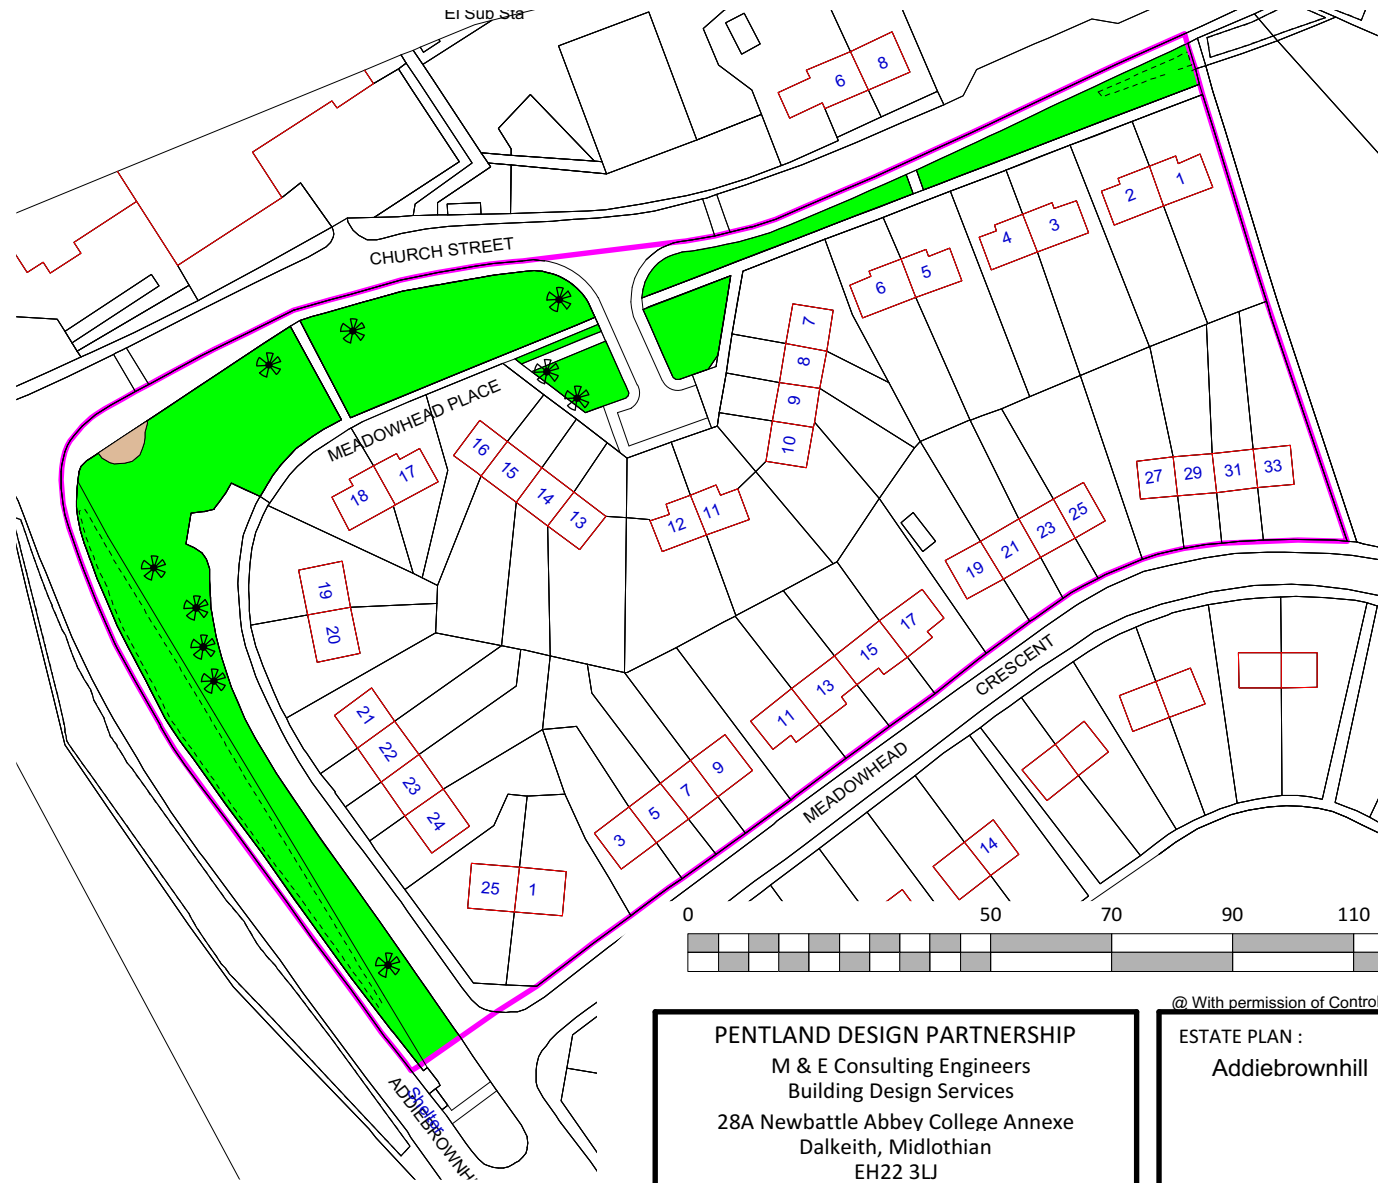 El Sub Sta
6 8
CHURCH STREET
2 1
4 3
6 5
7
8
9
10
MEADOWHEAD PLACE
18 17
16
15
14
13
12 11
27 29 31 33
19 21 23 25
19
20
11 13 15 17
21
22
23
24
3 5 7 9
25 1
MEADOWHEAD CRESCENT
14
0 50 70 90 110
@ With permission of Control
PENTLAND DESIGN PARTNERSHIP
M & E Consulting Engineers
Building Design Services
28A Newbattle Abbey College Annexe
Dalkeith, Midlothian
EH22 3LJ
ESTATE PLAN :
Addiebrownhill
Shelter
ADDIEBROWNHI